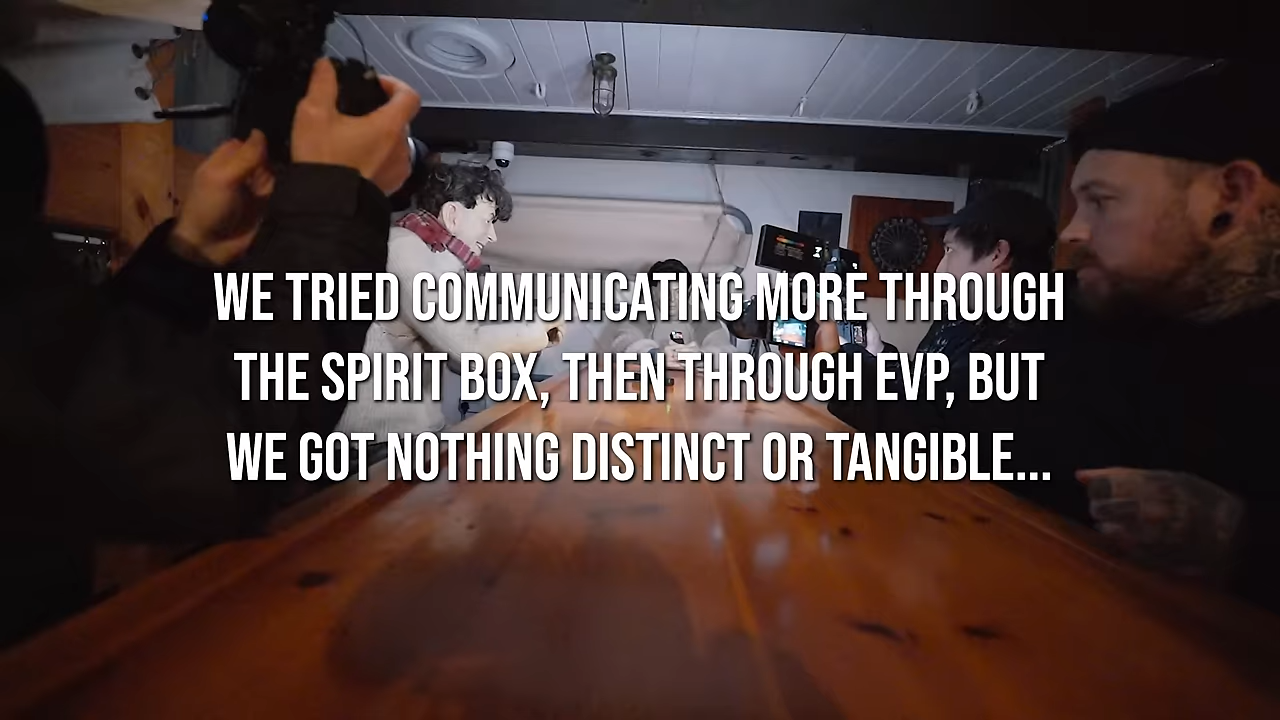 WE TRIED COMMUNICATING MORE THROUGH
THE SPIRIT BOX, THEN THROUGH EVP, BUT
WE GOT NOTHING DISTINCT OR TANGIBLE...